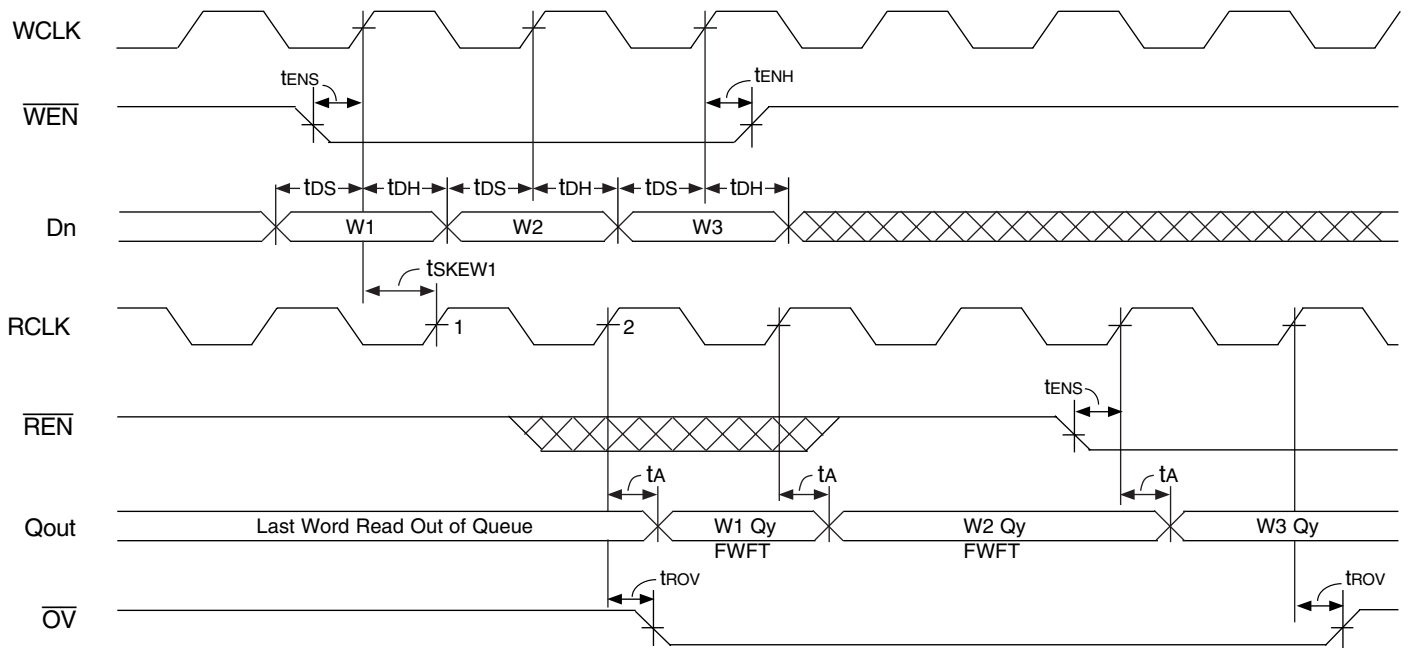 WCLK
tENS
tENH
WEN
tDS tDH tDS tDH tDS tDH
Dn W1 W2 W3
tSKEW1
RCLK 1 2
tENS
REN
tA tA tA
Qout Last Word Read Out of Queue W1 Qy W2 Qy W3 Qy
FWFT FWFT
tROV tROV
OV